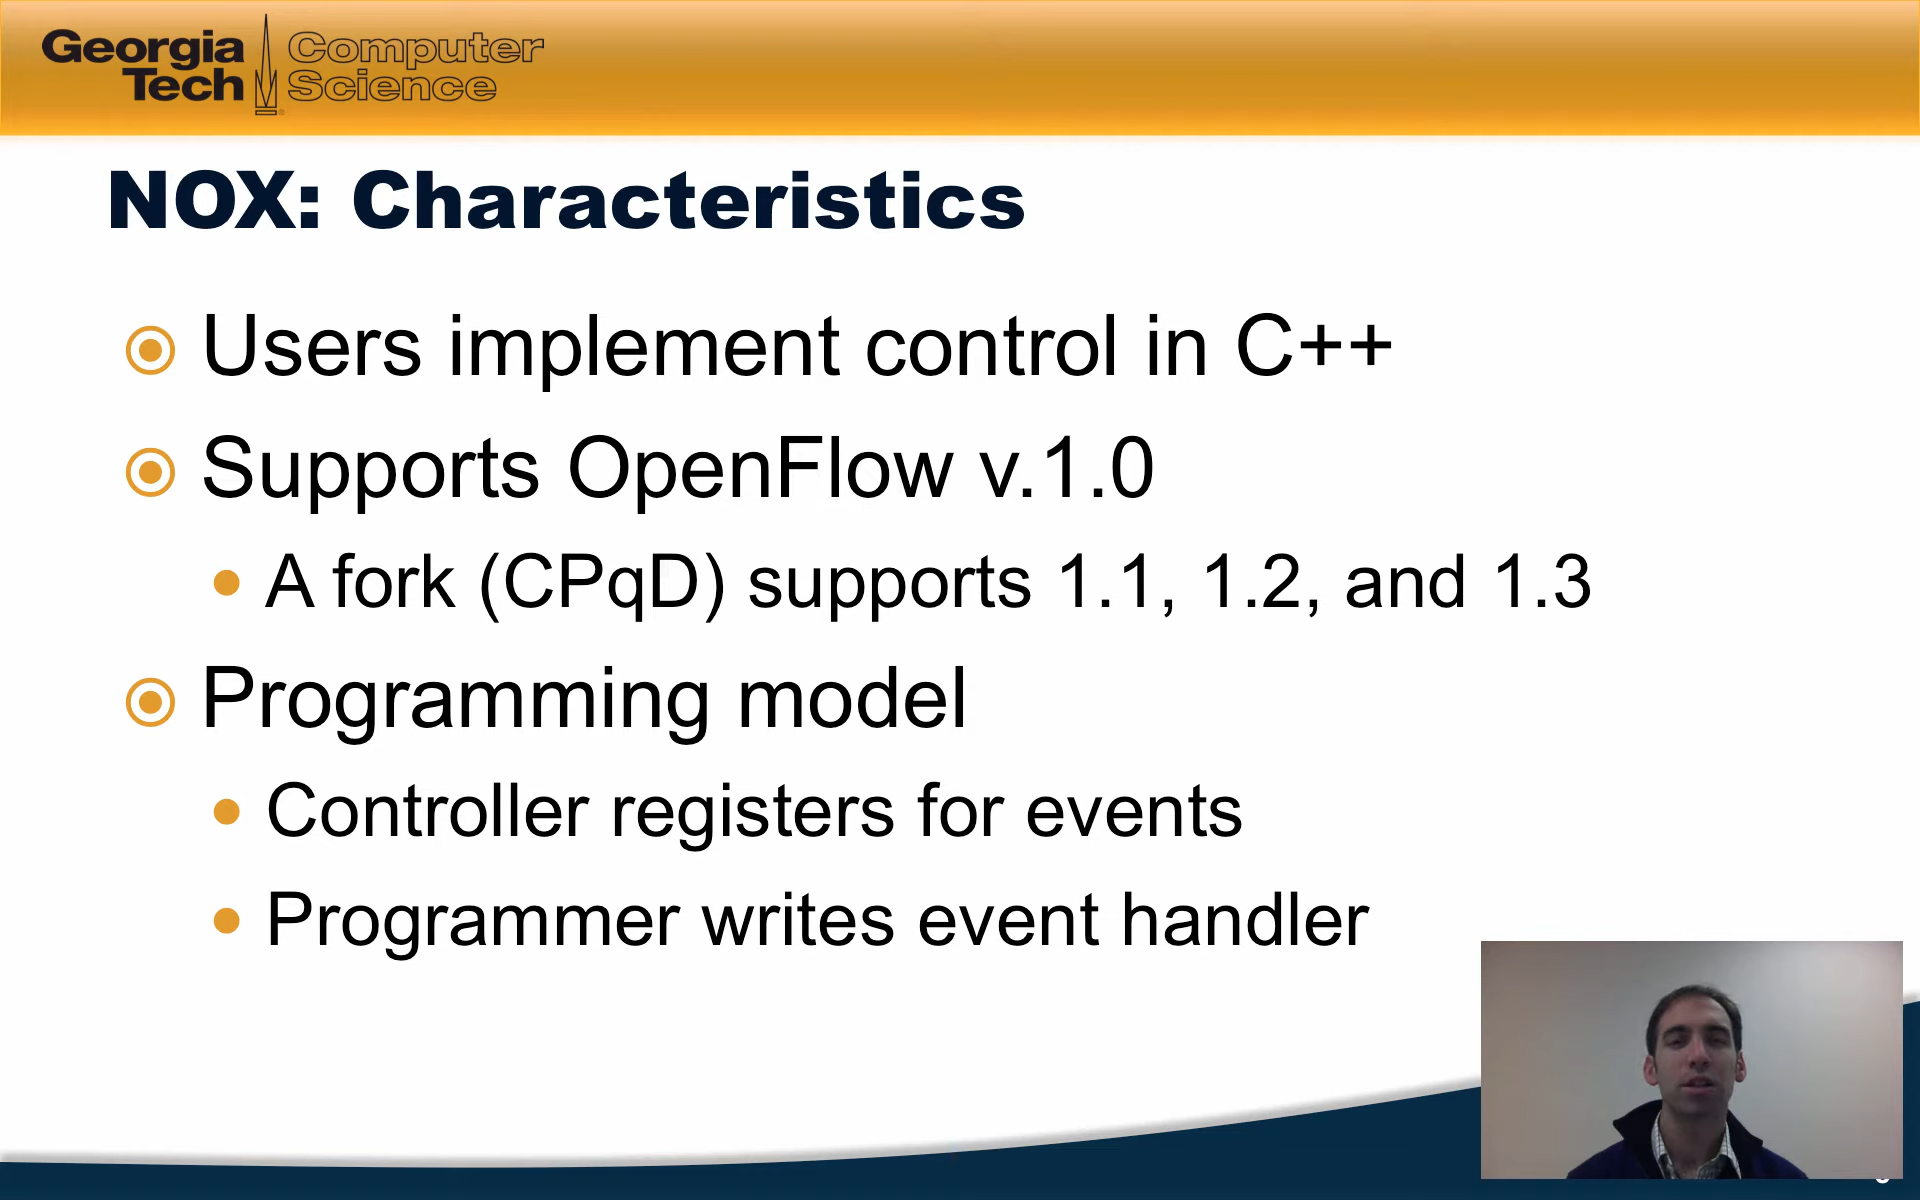 Georgia Tech
Computer Science
NOX: Characteristics
Users implement control in C++
Supports OpenFlow v.1.0
A fork (CPqD) supports 1.1, 1.2, and 1.3
Programming model
Controller registers for events
Programmer writes event handler